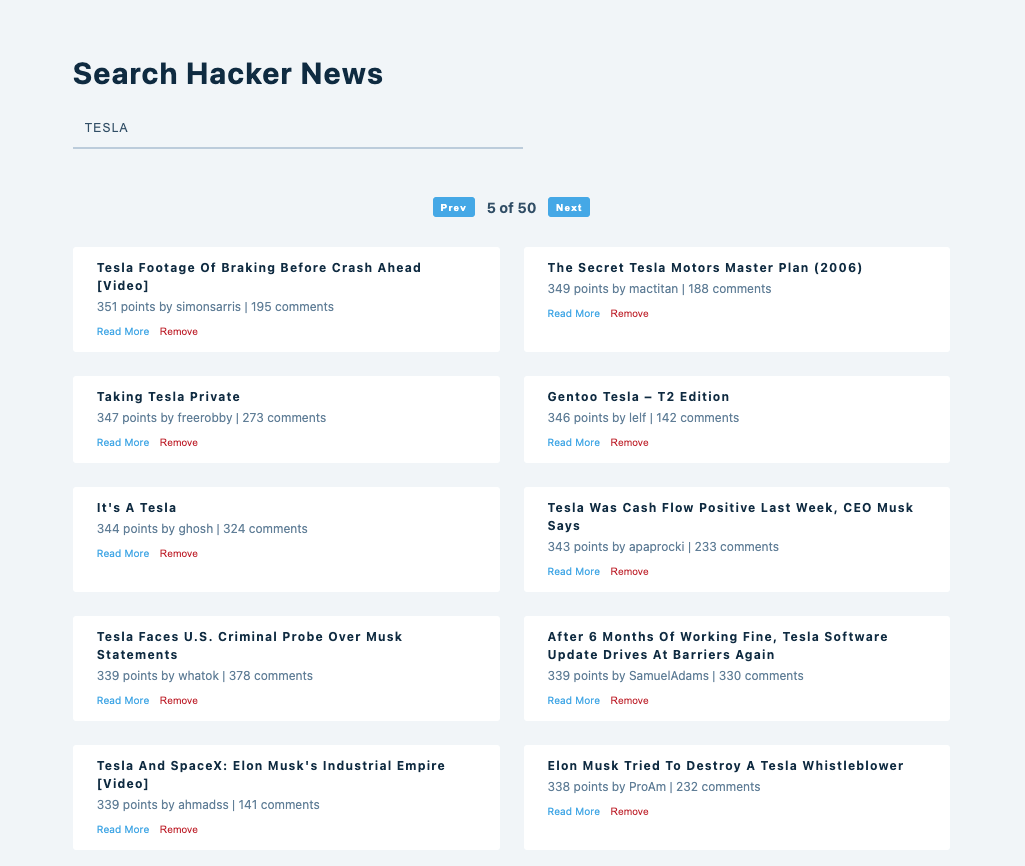 Search Hacker News
TESLA
Prev 5 of 50 Next
Tesla Footage Of Braking Before Crash Ahead
[Video]
351 points by simonsarris | 195 comments
Read More Remove
The Secret Tesla Motors Master Plan (2006)
349 points by mactitan | 188 comments
Read More Remove
Taking Tesla Private
347 points by freerobby | 273 comments
Read More Remove
Gentoo Tesla – T2 Edition
346 points by lelf | 142 comments
Read More Remove
It's A Tesla
344 points by ghosh | 324 comments
Read More Remove
Tesla Was Cash Flow Positive Last Week, CEO Musk
Says
343 points by apaprocki | 233 comments
Read More Remove
Tesla Faces U.S. Criminal Probe Over Musk
Statements
339 points by whatok | 378 comments
Read More Remove
After 6 Months Of Working Fine, Tesla Software
Update Drives At Barriers Again
339 points by SamuelAdams | 330 comments
Read More Remove
Tesla And SpaceX: Elon Musk's Industrial Empire
[Video]
339 points by ahmadss | 141 comments
Read More Remove
Elon Musk Tried To Destroy A Tesla Whistleblower
338 points by ProAm | 232 comments
Read More Remove